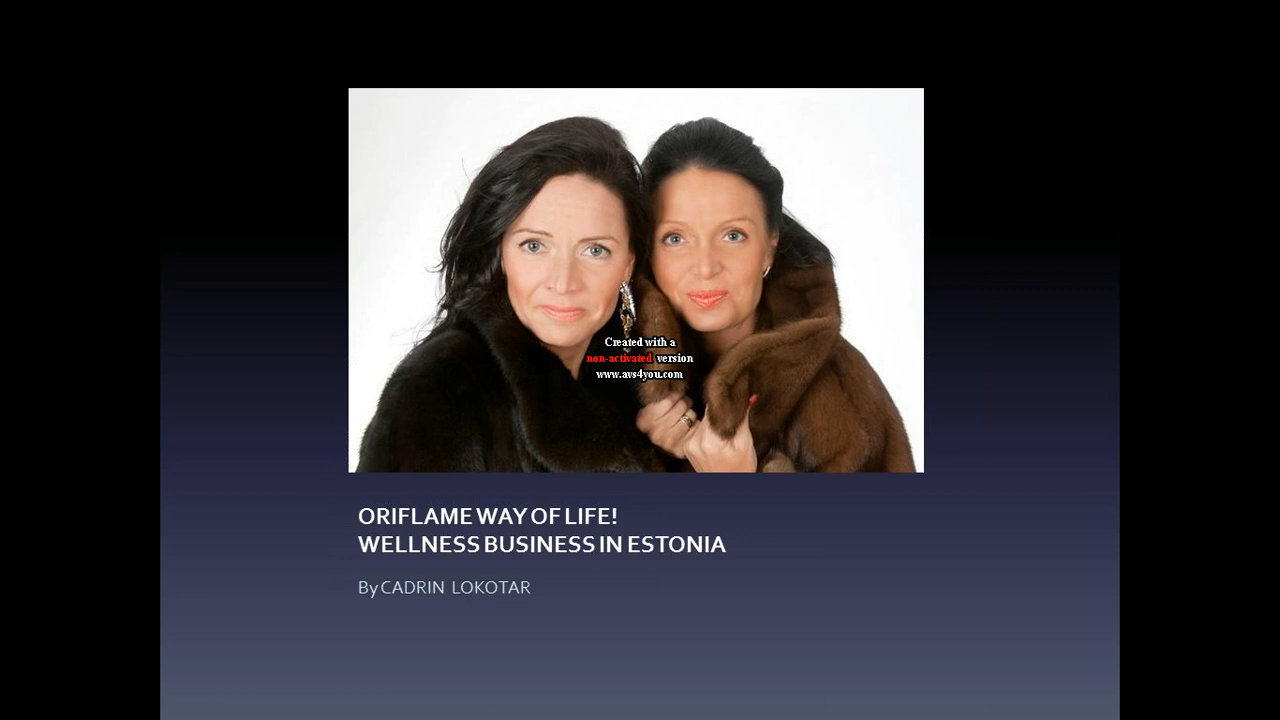 Created with a
non-activated version
www.avs4you.com
ORIFLAME WAY OF LIFE!
WELLNESS BUSINESS IN ESTONIA
By CADRIN LOKOTAR